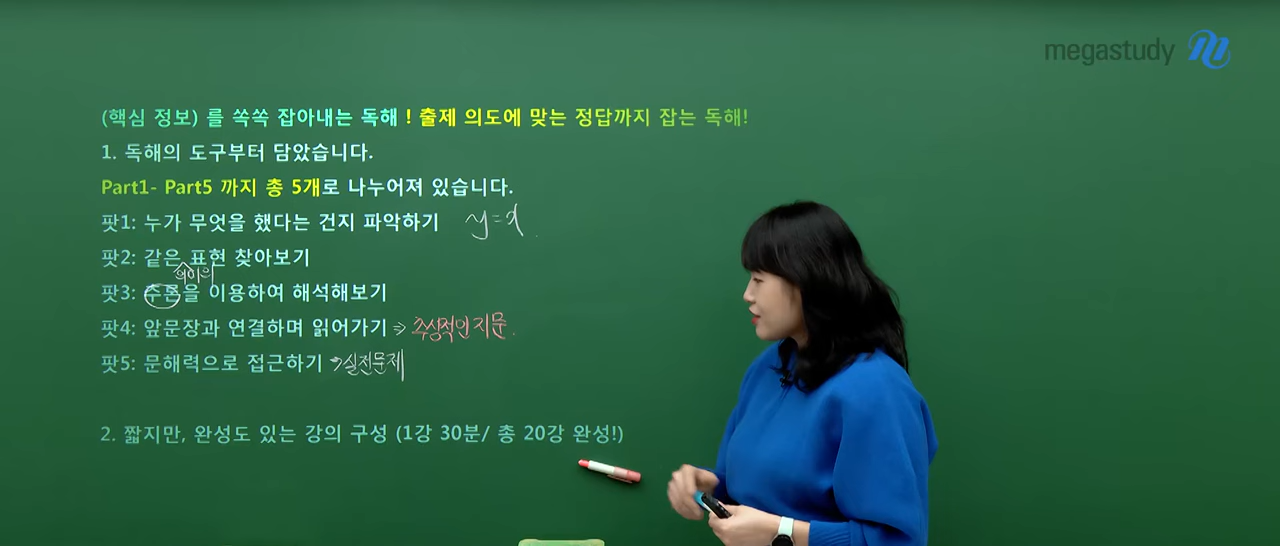 megastudy
(핵심 정보) 를 쏙쏙 잡아내는 독해 ! 출제 의도에 맞는 정답까지 잡는 독해!
1. 독해의 도구부터 담았습니다.
Part1- Part5 까지 총 5개로 나누어져 있습니다.
팟1: 누가 무엇을 했다는 건지 파악하기 y=x
팟2: 같은 표현 찾아보기
의미의
팟3: 추론을 이용하여 해석해보기
팟4: 앞문장과 연결하며 읽어가기 → 추상적인 지문
팟5: 문해력으로 접근하기 → 실전문제
2. 짧지만, 완성도 있는 강의 구성 (1강 30분/ 총 20강 완성!)